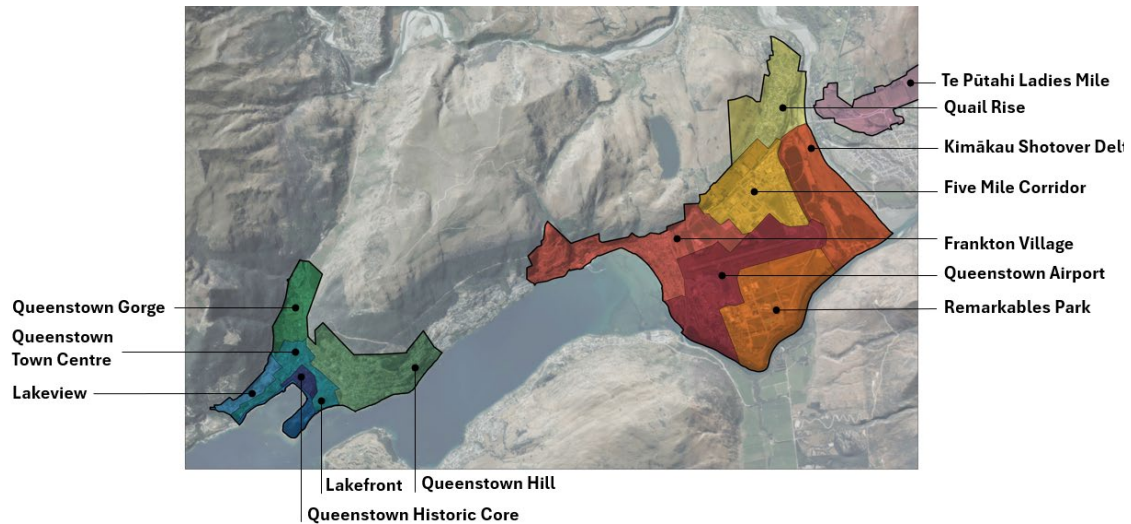 Te Pūtahi Ladies Mile
Quail Rise
Kimākau Shotover Delt
Five Mile Corridor
Frankton Village
Queenstown Airport
Remarkables Park
Queenstown Gorge
Queenstown
Town Centre
Lakeview
Lakefront
Queenstown Hill
Queenstown Historic Core